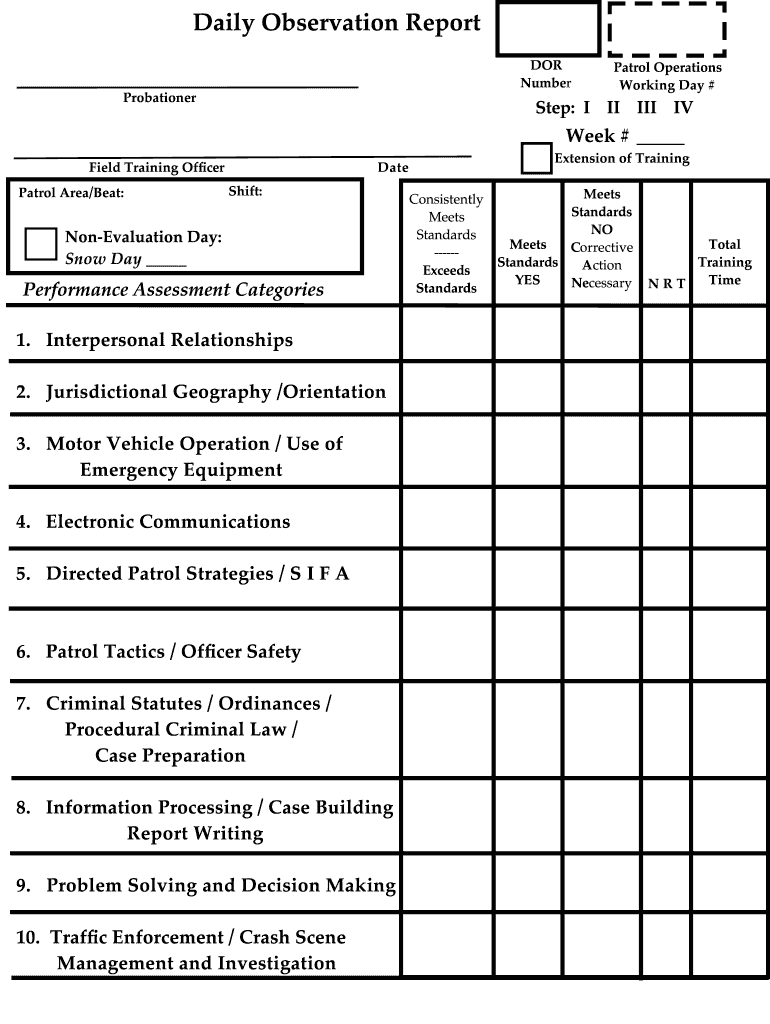 Daily Observation Report
DOR
Number
Patrol Operations
Working Day #
Probationer
Step: I II III IV
Week # _____
Field Training Officer
Date
Extension of Training
Patrol Area/Beat:
Shift:
Non-Evaluation Day:
Snow Day _____
Performance Assessment Categories
Consistently
Meets
Standards
------
Exceeds
Standards
Meets
Standards
YES
Meets
Standards
NO
Corrective
Action
Necessary
N R T
Total
Training
Time
1. Interpersonal Relationships
2. Jurisdictional Geography /Orientation
3. Motor Vehicle Operation / Use of
Emergency Equipment
4. Electronic Communications
5. Directed Patrol Strategies / S I F A
6. Patrol Tactics / Officer Safety
7. Criminal Statutes / Ordinances /
Procedural Criminal Law /
Case Preparation
8. Information Processing / Case Building
Report Writing
9. Problem Solving and Decision Making
10. Traffic Enforcement / Crash Scene
Management and Investigation